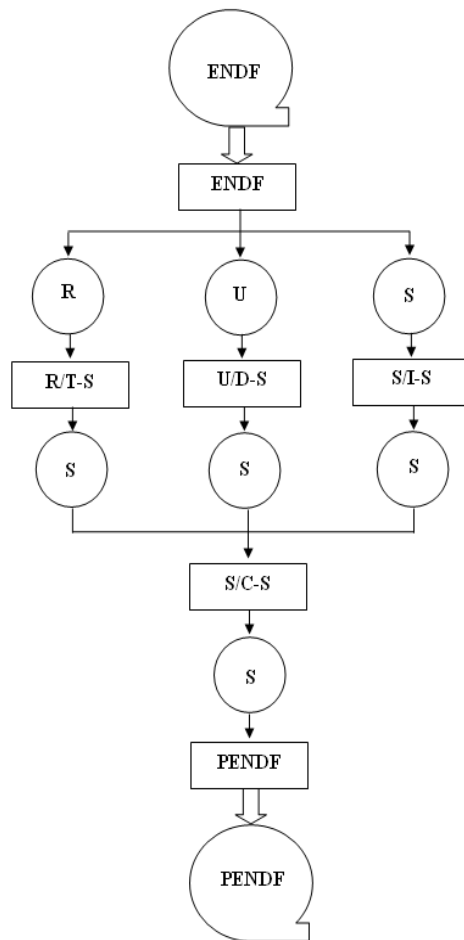 ENDF
ENDF
R
U
S
R/T-S
U/D-S
S/I-S
S
S
S
S/C-S
S
PENDF
PENDF